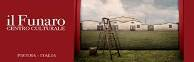 il Funaro
CENTRO CULTURALE
PISTOIA - ITALIA